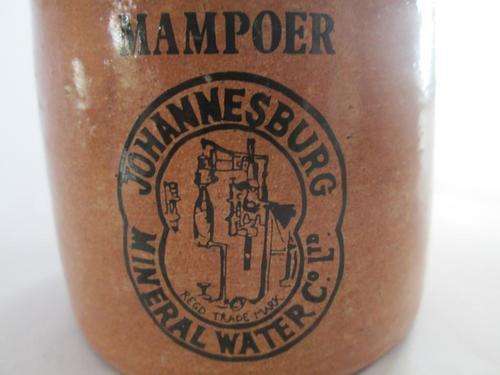 MAMPOER
JOHANNESBURG
MINERAL WATER Co LTD.
REGD. TRADE MARK